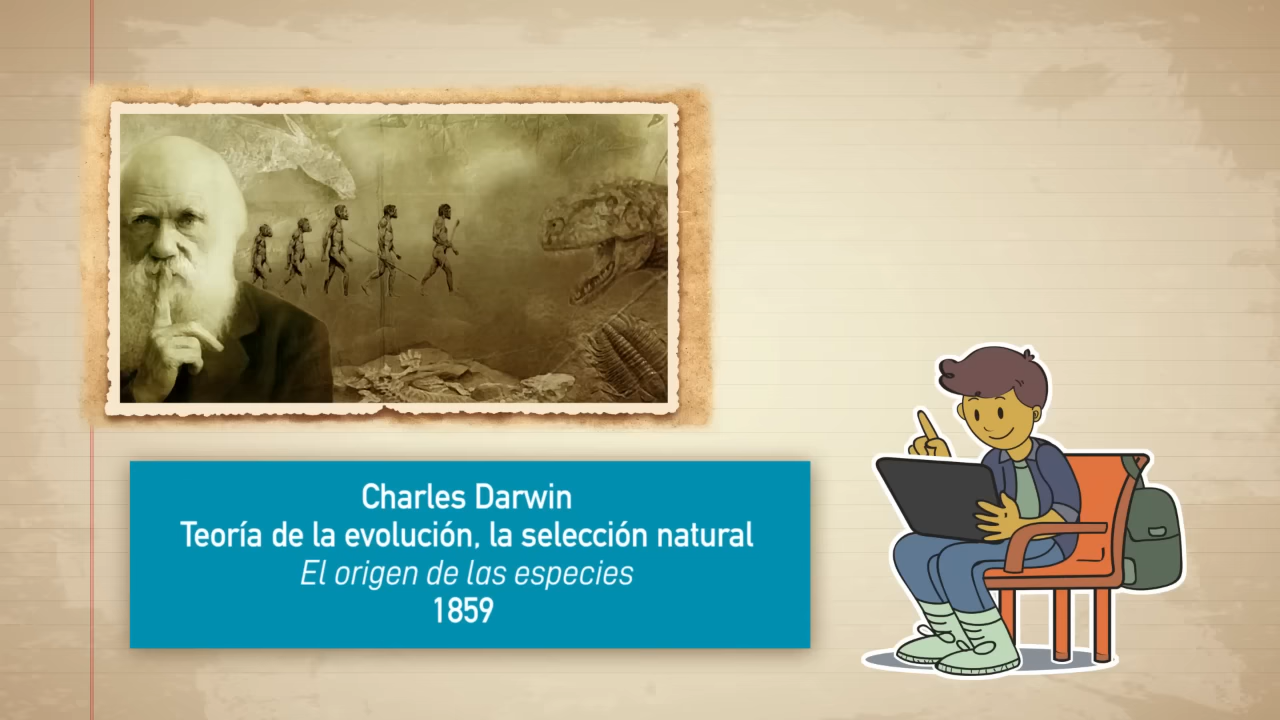 Charles Darwin
Teoría de la evolución, la selección natural
El origen de las especies
1859